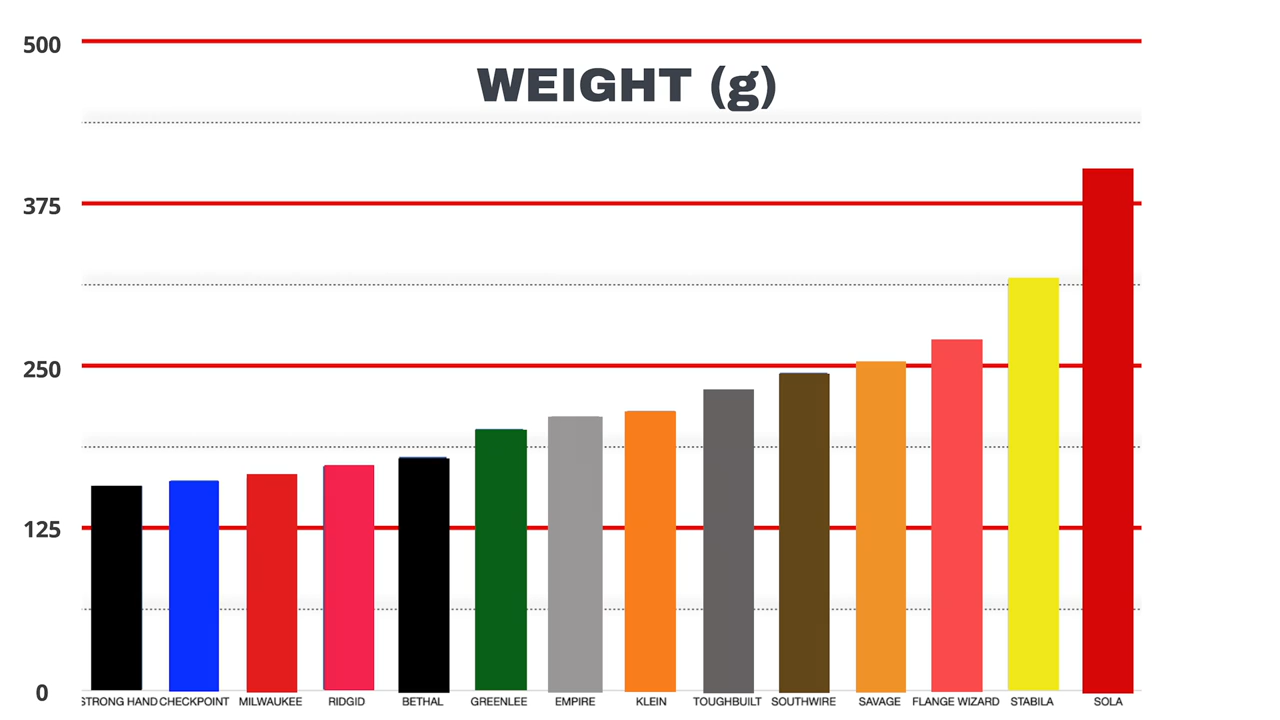 500
WEIGHT (g)
375
250
125
0
STRONG HAND CHECKPOINT MILWAUKEE RIDGID BETHAL GREENLEE EMPIRE KLEIN TOUGHBUILT SOUTHWIRE SAVAGE FLANGE WIZARD STABILA SOLA